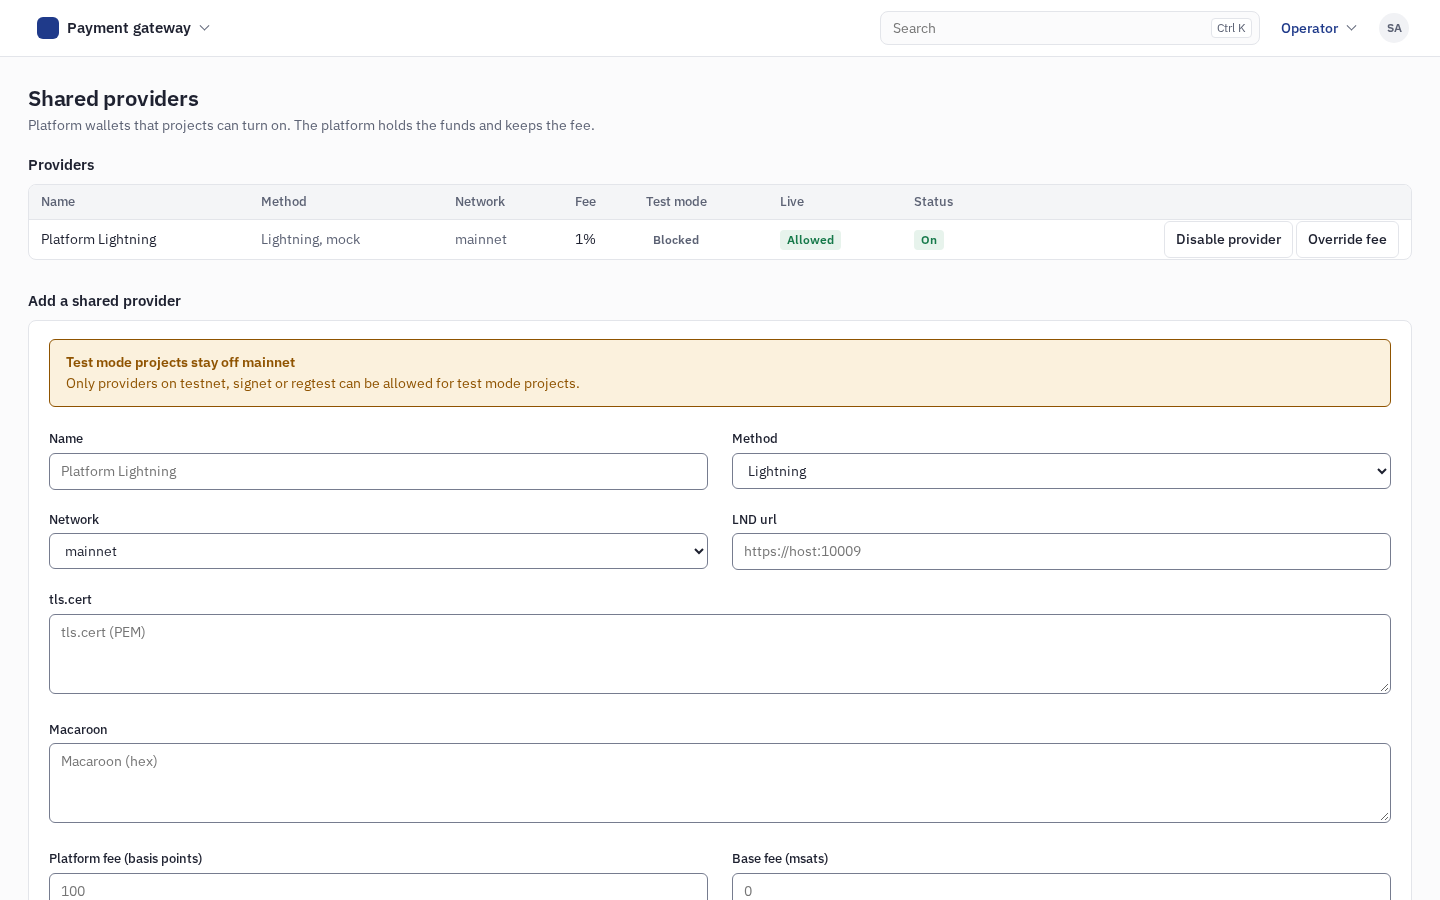 Payment gateway
Search
Ctrl K
Operator
SA
Shared providers
Platform wallets that projects can turn on. The platform holds the funds and keeps the fee.
Providers
Name Method Network Fee Test mode Live Status
Platform Lightning Lightning, mock mainnet 1% Blocked Allowed On Disable provider Override fee
Add a shared provider
Test mode projects stay off mainnet
Only providers on testnet, signet or regtest can be allowed for test mode projects.
Name Method
Platform Lightning Lightning
Network LND url
mainnet https://host:10009
tls.cert
tls.cert (PEM)
Macaroon
Macaroon (hex)
Platform fee (basis points) Base fee (msats)
100 0